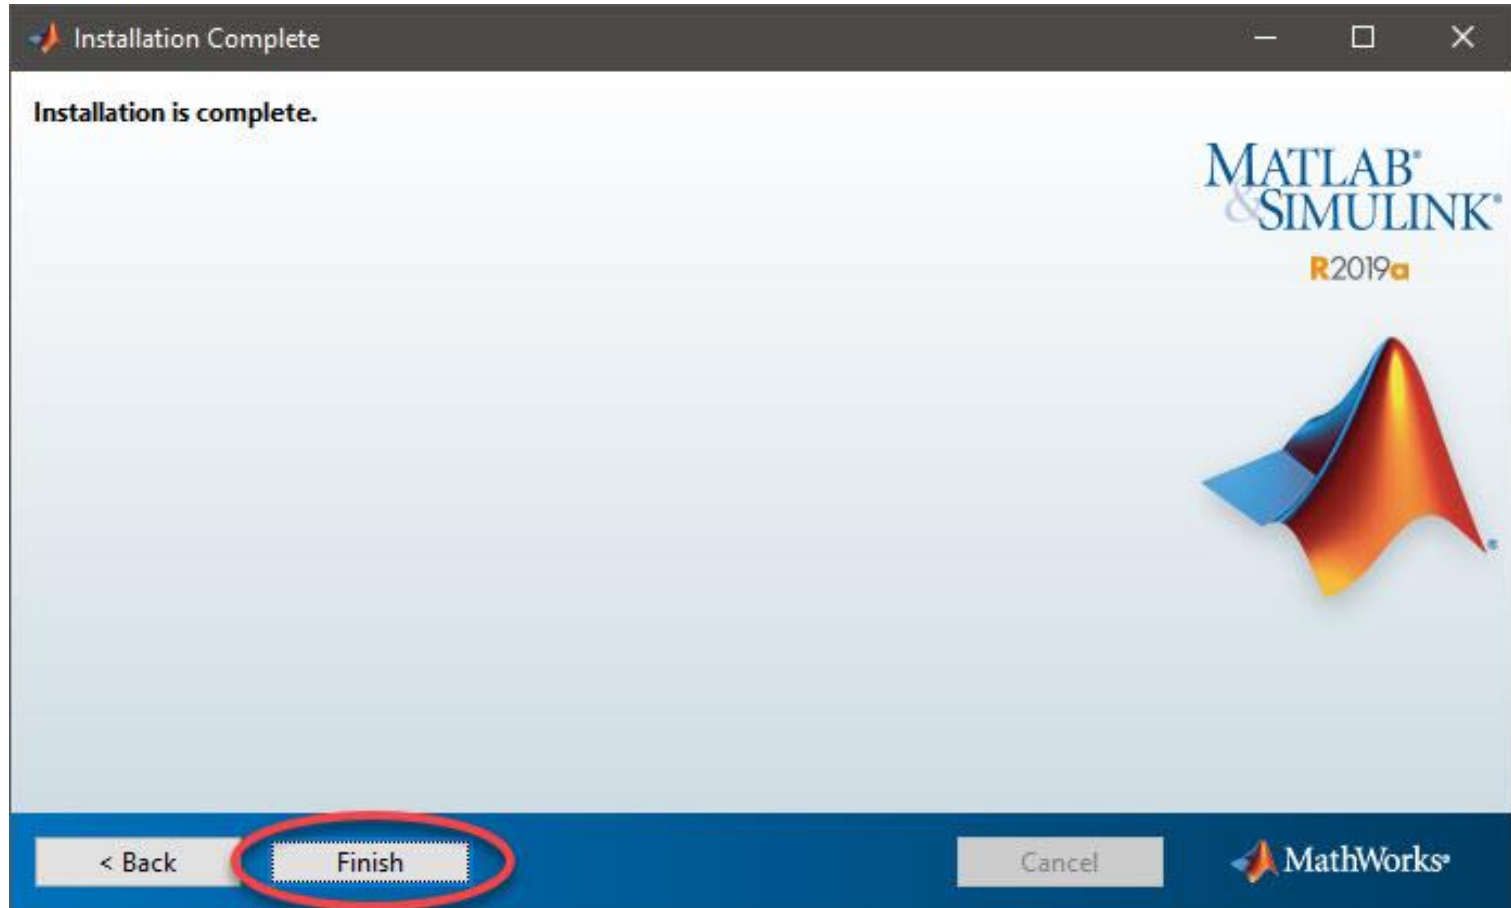 Installation Complete
Installation is complete.
MATLAB®
&SIMULINK®
R2019a
®
< Back
Finish
Cancel
MathWorks®